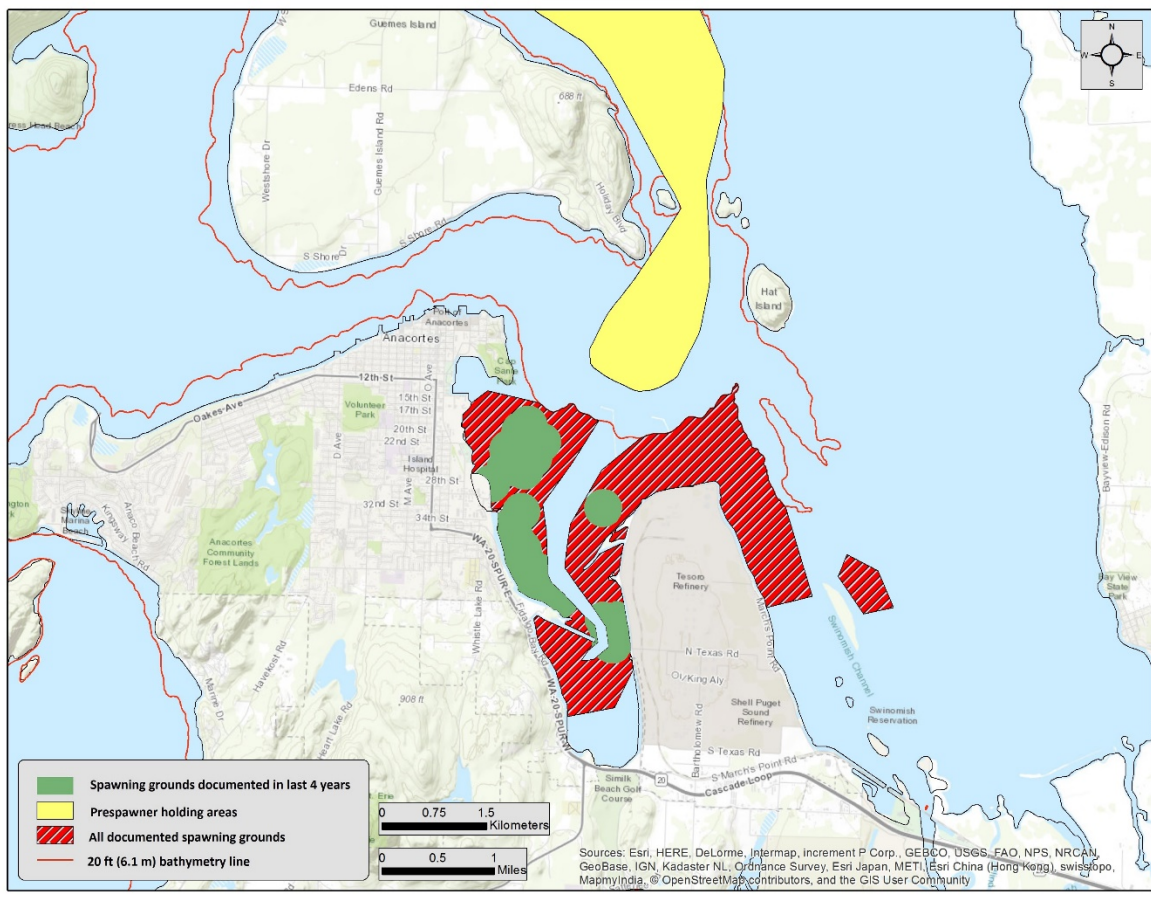 Guemes Island
N
W
E
S
Edens Rd
688 ft
Westshore Dr
Guemes Island Rd
Holiday Blvd
S Shore Rd
S Shore Dr
Hat
Island
Port of
Anacortes
Anacortes
12th St
Oakes-Ave
Volunteer
Park
D Ave
O Ave
M Ave
15th St
17th St
20th St
22nd St
Island
Hospital
28th St
32nd St
34th St
Marina
Beach
Kingsway
Anaco Beach Rd
Anacortes
Community
Forest Lands
WA-20-SPUR-E
Whistle Lake Rd
Havekost Rd
Marine Dr
Heart Lake Rd
908 ft
WA-20-SPUR-W
Tesoro
Refinery
N Texas Rd
March's Point Rd
Shell Puget
Sound
Refinery
Bartholomew Rd
S Texas Rd
S March's Point Rd
Cascade-Loop
20
Similk
Beach Golf
Course
Swinomish Channel
Swinomish
Reservation
Bayview-Edison Rd
Bay View
State
Park
Spawning grounds documented in last 4 years
Prespawner holding areas
All documented spawning grounds
20 ft (6.1 m) bathymetry line
0 0.75 1.5
Kilometers
0 0.5 1
Miles
Sources: Esri, HERE, DeLorme, Intermap, increment P Corp., GEBCO, USGS, FAO, NPS, NRCAN,
GeoBase, IGN, Kadaster NL, Ordnance Survey, Esri Japan, METI, Esri China (Hong Kong), swisstopo,
MapmyIndia, © OpenStreetMap contributors, and the GIS User Community